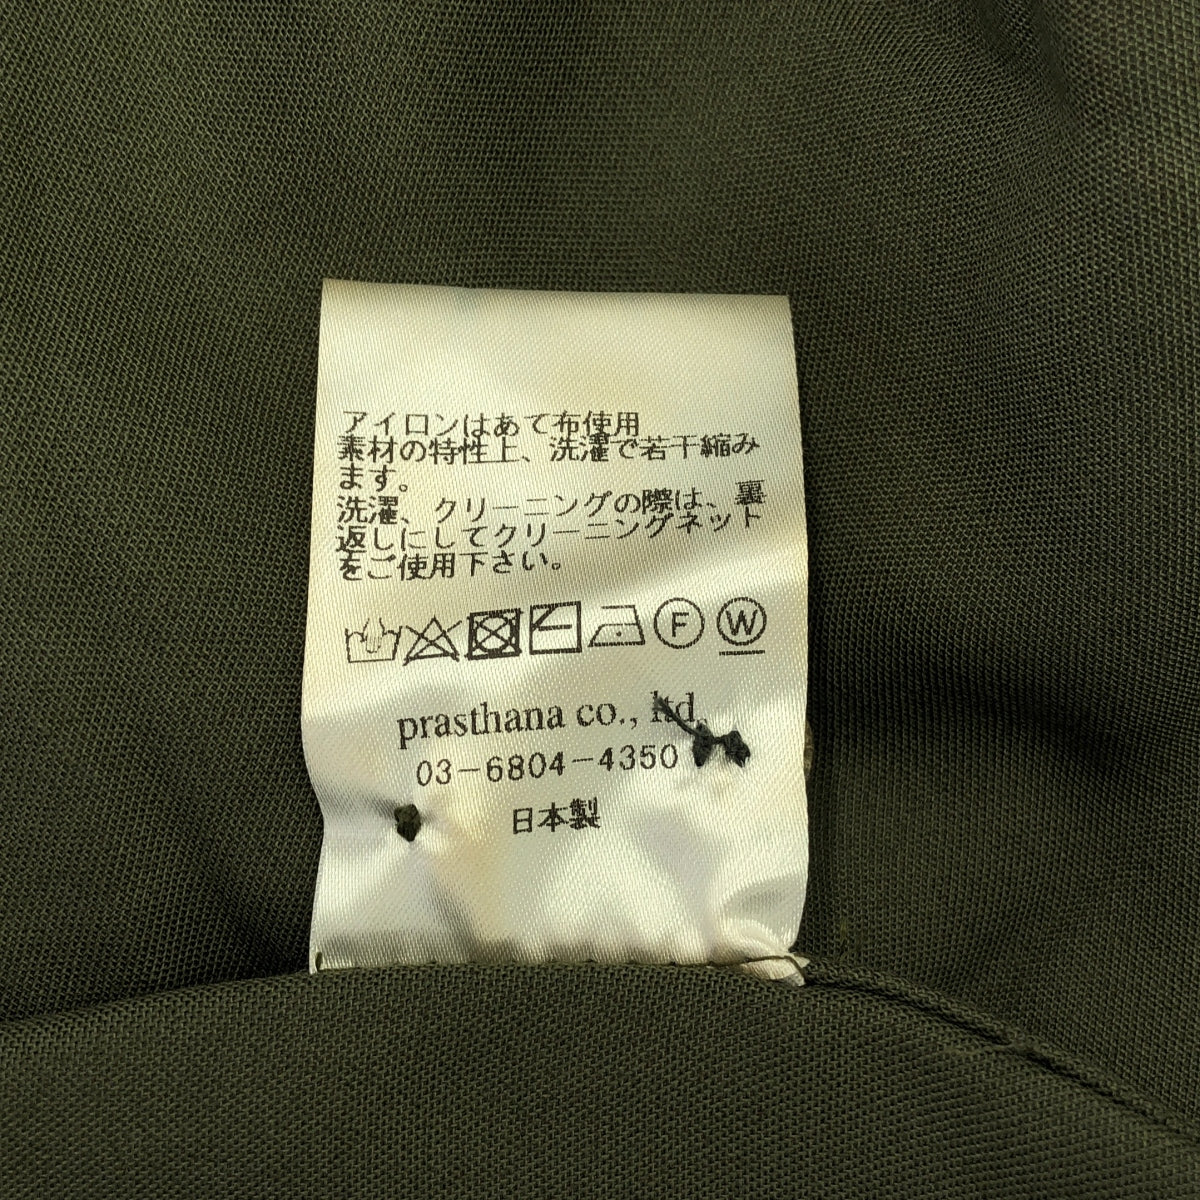 アイロンはあて布使用
素材の特性上、洗濯で若干縮み
ます。
洗濯、クリーニングの際は、裏
返しにしてクリーニングネット
をご使用下さい。
F W
prasthana co., ltd.
03-6804-4350
日本製